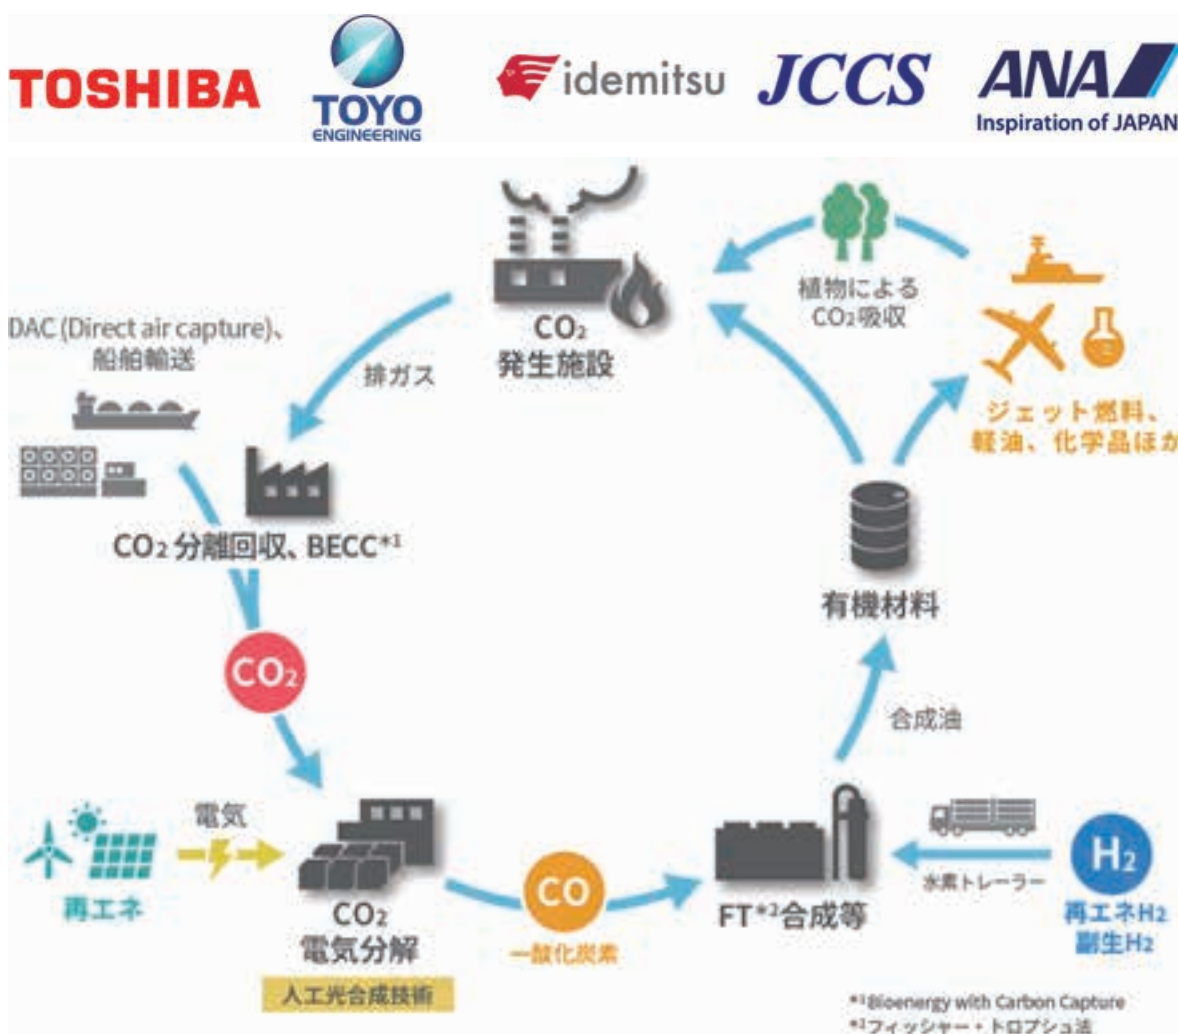 TOSHIBA
TOYO
ENGINEERING
idemitsu
JCCS
ANA
Inspiration of JAPAN
CO₂
発生施設
植物による
CO₂吸収
DAC (Direct air capture)、
船舶輸送
排ガス
ジェット燃料、
軽油、化学品ほか
CO₂分離回収、BECC*1
有機材料
CO₂
合成油
電気
再エネ
CO₂
電気分解
人工光合成技術
CO
一酸化炭素
FT*2合成等
水素トレーラー
H₂
再エネH₂
副生H₂
*1Bioenergy with Carbon Capture
*2フィッシャー・トロプシュ法